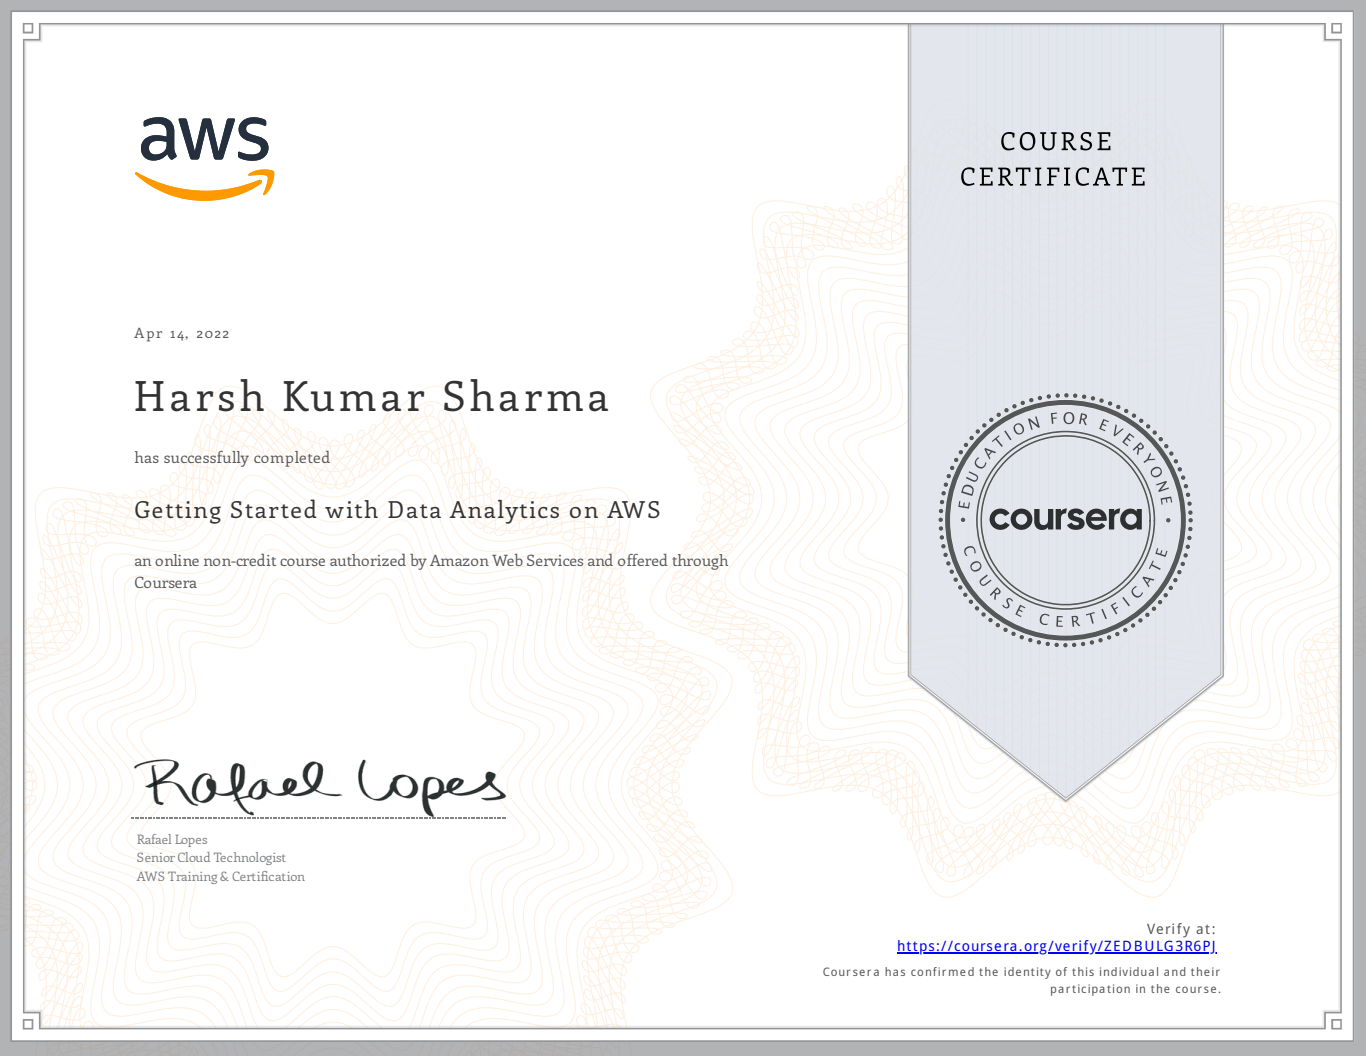 aws
COURSE
CERTIFICATE
Apr 14, 2022
Harsh Kumar Sharma
has successfully completed
Getting Started with Data Analytics on AWS
an online non-credit course authorized by Amazon Web Services and offered through
Coursera
EDUCATION FOR EVERYONE
coursera
COURSE CERTIFICATE
Rafael Lopes
Rafael Lopes
Senior Cloud Technologist
AWS Training & Certification
Verify at:
https://coursera.org/verify/ZEDBULG3R6PJ
Coursera has confirmed the identity of this individual and their
participation in the course.